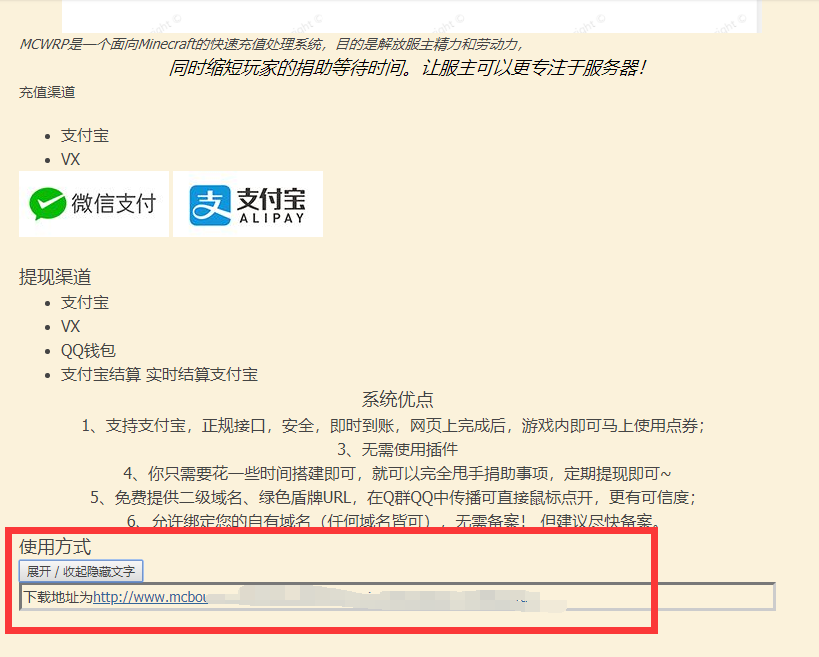 MCWRP是一个面向Minecraft的快速充值处理系统，目的是解放服主精力和劳动力，
同时缩短玩家的捐助等待时间。让服主可以更专注于服务器！
充值渠道
支付宝
VX
微信支付 支付宝
ALIPAY
提现渠道
支付宝
VX
QQ钱包
支付宝结算 实时结算支付宝
系统优点
1、支持支付宝，正规接口，安全，即时到账，网页上完成后，游戏内即可马上使用点券；
3、无需使用插件
4、你只需要花一些时间搭建即可，就可以完全甩手捐助事项，定期提现即可~
5、免费提供二级域名、绿色盾牌URL，在Q群QQ中传播可直接鼠标点开，更有可信度；
6、允许绑定您的自有域名（任何域名皆可），无需备案！ 但建议尽快备案。
使用方式
展开 / 收起隐藏文字
下载地址为http://www.mcbou